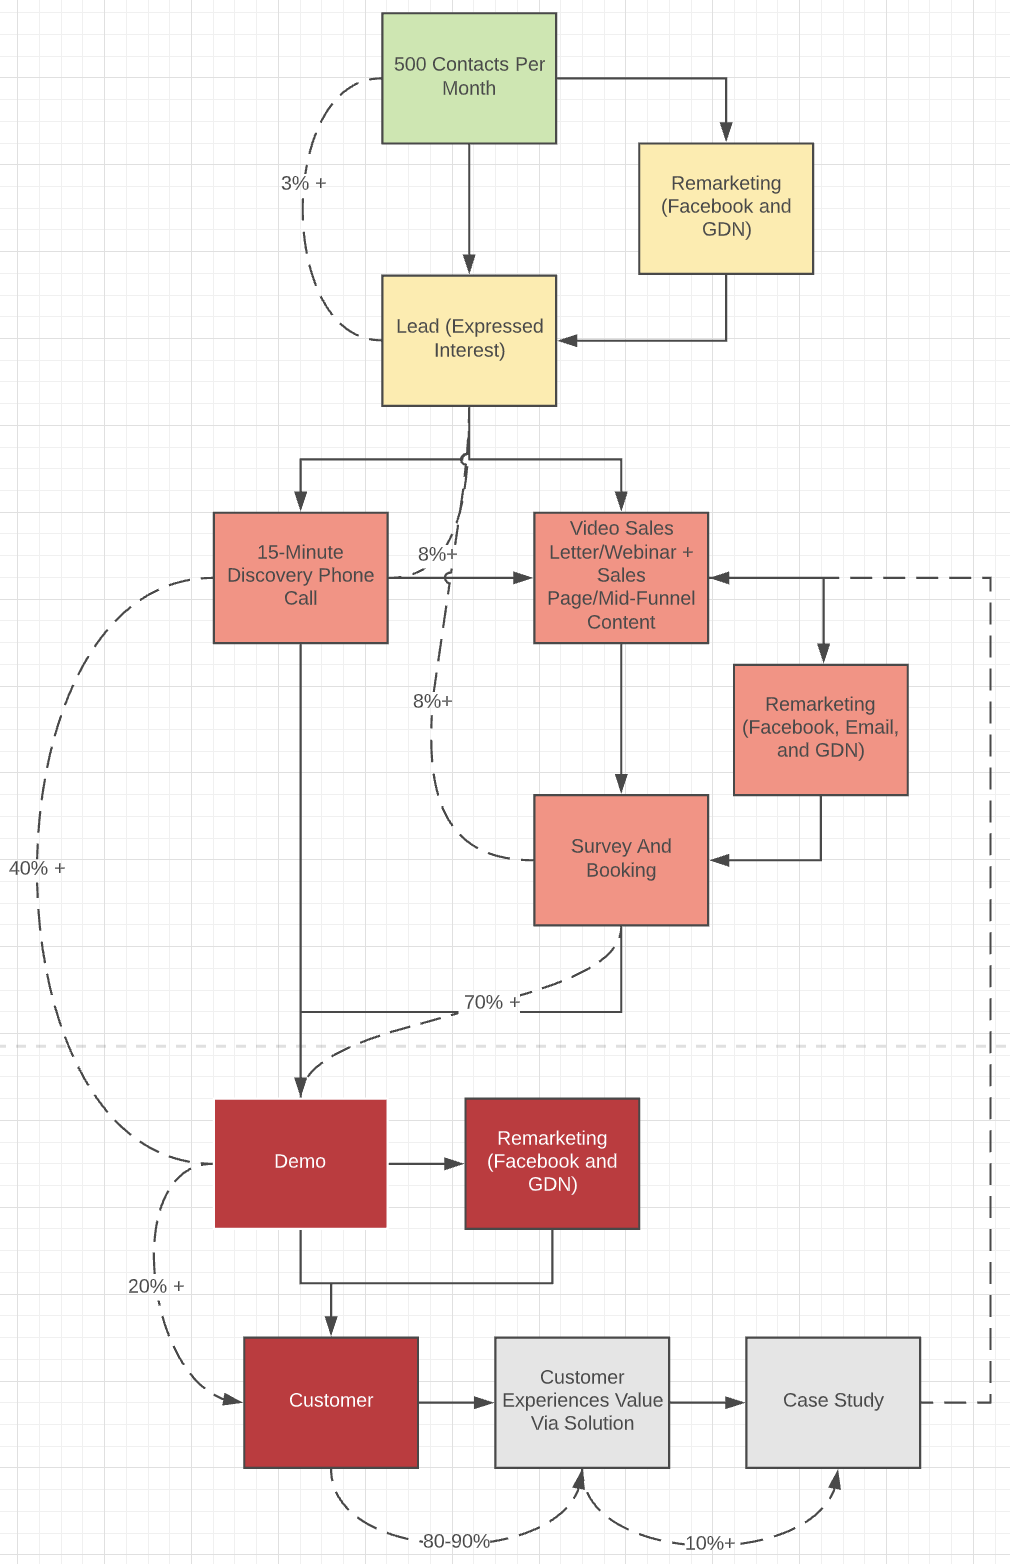 500 Contacts Per
Month
3% +
Remarketing
(Facebook and
GDN)
Lead (Expressed
Interest)
15-Minute
Discovery Phone
Call
8%+
Video Sales
Letter/Webinar +
Sales
Page/Mid-Funnel
Content
8%+
Remarketing
(Facebook, Email,
and GDN)
Survey And
Booking
40% +
70% +
Demo
Remarketing
(Facebook and
GDN)
20% +
Customer
Customer
Experiences Value
Via Solution
Case Study
80-90%
10%+